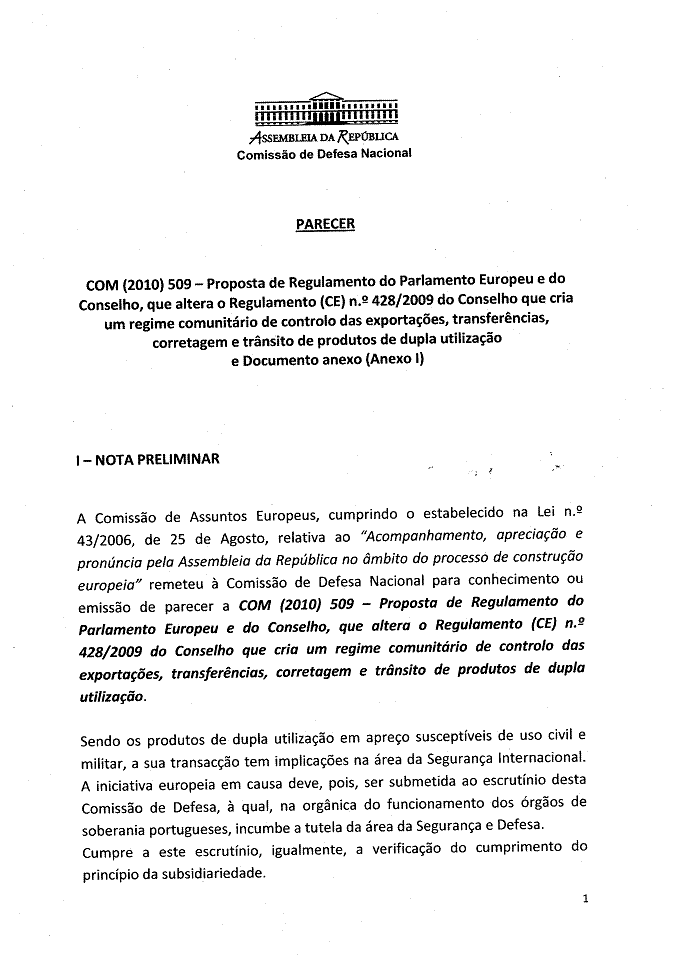 ASSEMBLEIA DA REPÚBLICA
Comissão de Defesa Nacional
PARECER
COM (2010) 509 – Proposta de Regulamento do Parlamento Europeu e do
Conselho, que altera o Regulamento (CE) n.º 428/2009 do Conselho que cria
um regime comunitário de controlo das exportações, transferências,
corretagem e trânsito de produtos de dupla utilização
e Documento anexo (Anexo I)
I – NOTA PRELIMINAR
A Comissão de Assuntos Europeus, cumprindo o estabelecido na Lei n.º
43/2006, de 25 de Agosto, relativa ao “Acompanhamento, apreciação e
pronúncia pela Assembleia da República no âmbito do processo de construção
europeia” remeteu à Comissão de Defesa Nacional para conhecimento ou
emissão de parecer a COM (2010) 509 – Proposta de Regulamento do
Parlamento Europeu e do Conselho, que altera o Regulamento (CE) n.º
428/2009 do Conselho que cria um regime comunitário de controlo das
exportações, transferências, corretagem e trânsito de produtos de dupla
utilização.
Sendo os produtos de dupla utilização em apreço susceptíveis de uso civil e
militar, a sua transacção tem implicações na área da Segurança Internacional.
A iniciativa europeia em causa deve, pois, ser submetida ao escrutínio desta
Comissão de Defesa, à qual, na orgânica do funcionamento dos órgãos de
soberania portugueses, incumbe a tutela da área da Segurança e Defesa.
Cumpre a este escrutínio, igualmente, a verificação do cumprimento do
princípio da subsidiariedade.
1